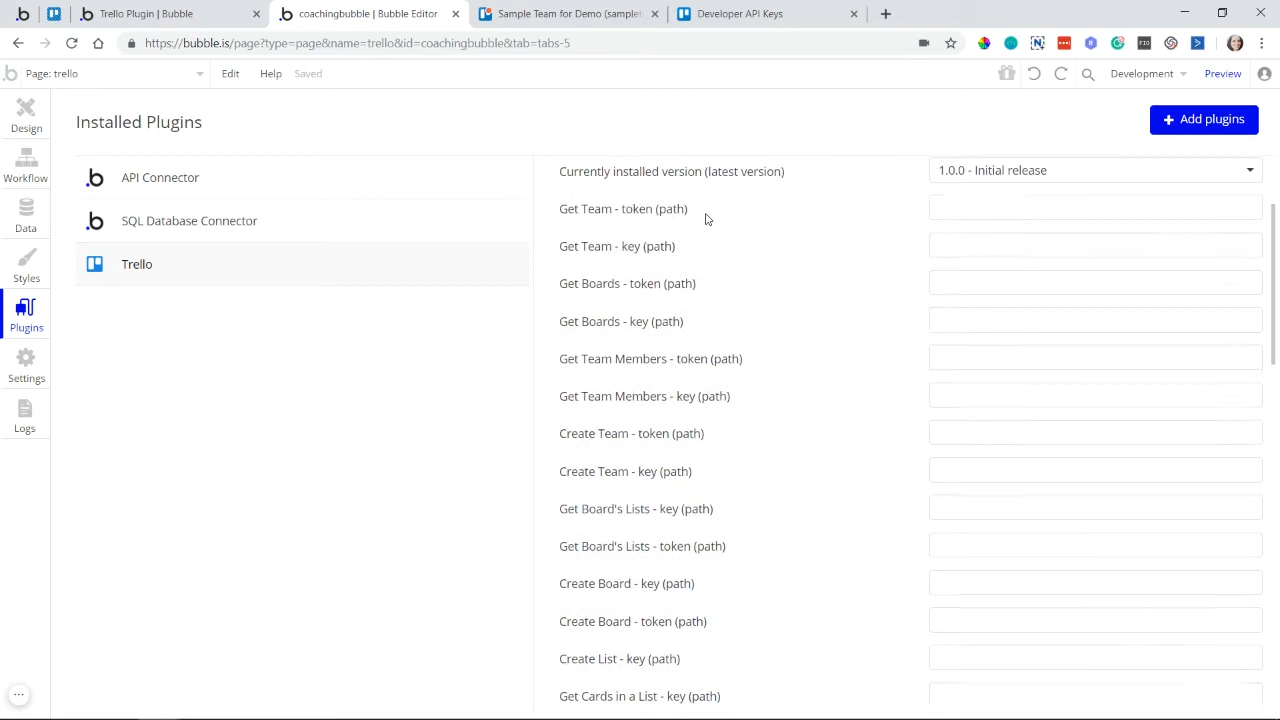 Trello Plugin | Bubble
coachingbubble | Bubble Editor
Sample Team for Demo (samplet
Developer API Keys
https://bubble.is/page?type=page&name=trello&id=coachingbubble&tab=tabs-5
Page: trello
Edit
Help
Saved
Development
Preview
Design
Workflow
Data
Styles
Plugins
Settings
Logs
Installed Plugins
Add plugins
API Connector
SQL Database Connector
Trello
Currently installed version (latest version)
1.0.0 - Initial release
Get Team - token (path)
Get Team - key (path)
Get Boards - token (path)
Get Boards - key (path)
Get Team Members - token (path)
Get Team Members - key (path)
Create Team - token (path)
Create Team - key (path)
Get Board's Lists - key (path)
Get Board's Lists - token (path)
Create Board - key (path)
Create Board - token (path)
Create List - key (path)
Get Cards in a List - key (path)